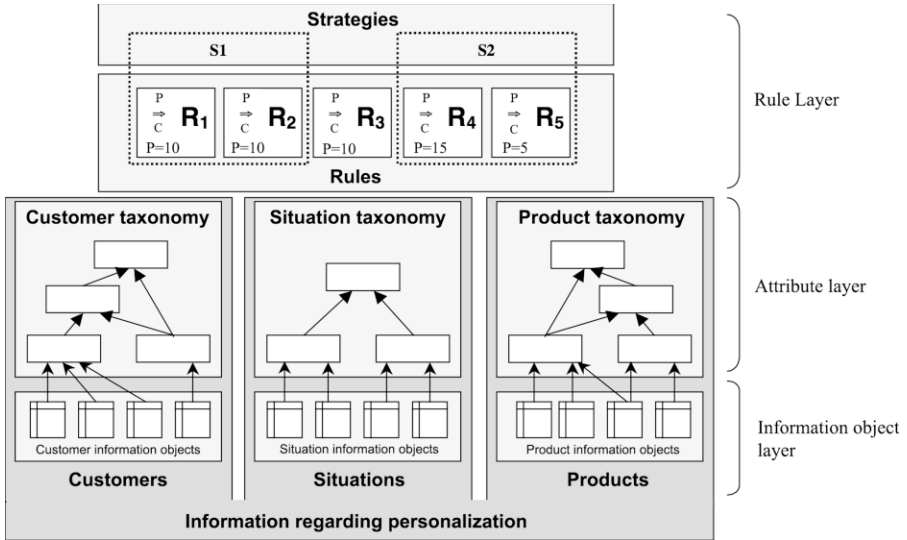 Strategies
S1
S2
P
⇒
C
R1
P=10
P
⇒
C
R2
P=10
P
⇒
C
R3
P=10
P
⇒
C
R4
P=15
P
⇒
C
R5
P=5
Rules
Rule Layer
Customer taxonomy
Situation taxonomy
Product taxonomy
Attribute layer
Customer information objects
Situation information objects
Product information objects
Information object
layer
Customers
Situations
Products
Information regarding personalization